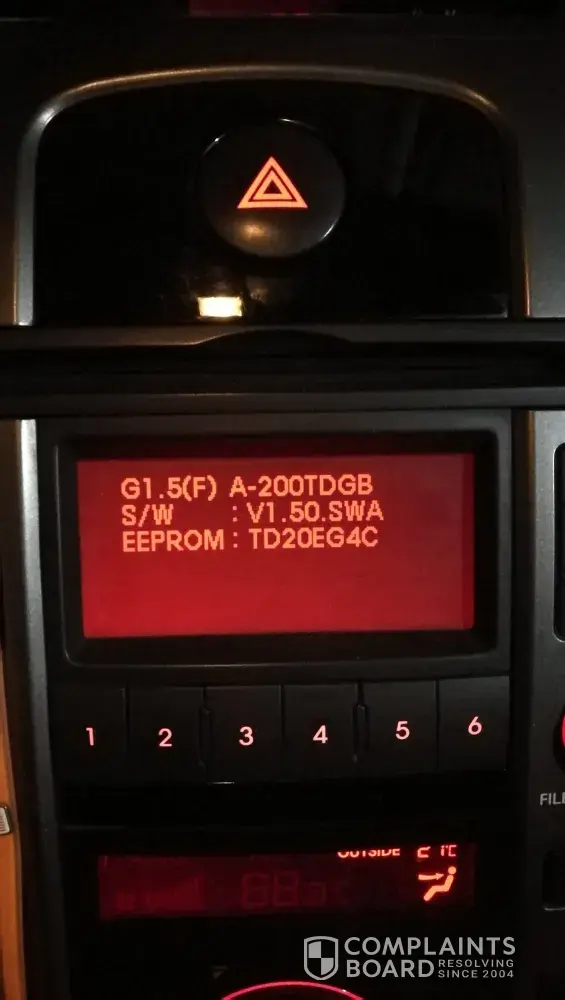 G1.5(F) A-200TDGB
S/W : V1.50.SWA
EEPROM : TD20EG4C
1 2 3 4 5 6
OUTSIDE 21°C
COMPLAINTS
BOARD RESOLVING
SINCE 2004